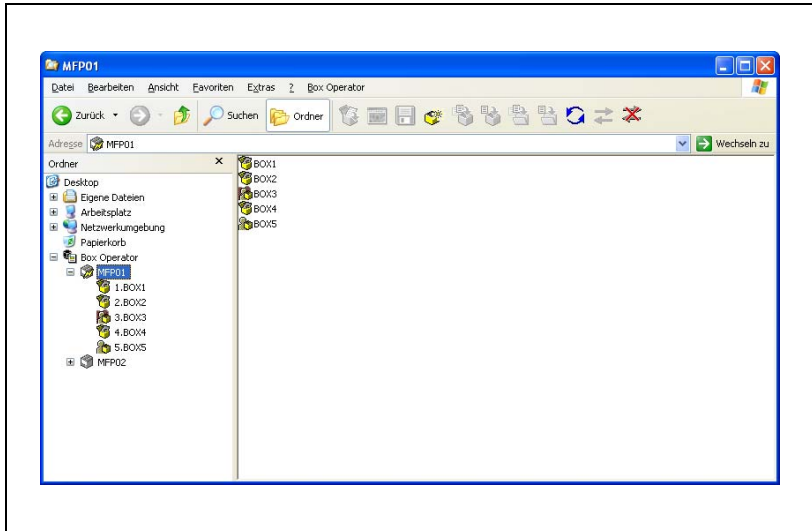 MFP01
Datei Bearbeiten Ansicht Favoriten Extras ? Box Operator
Zurück Suchen Ordner
Adresse MFP01 Wechseln zu
Ordner
Desktop
Eigene Dateien
Arbeitsplatz
Netzwerkumgebung
Papierkorb
Box Operator
MFP01
1.BOX1
2.BOX2
3.BOX3
4.BOX4
5.BOX5
MFP02
BOX1
BOX2
BOX3
BOX4
BOX5